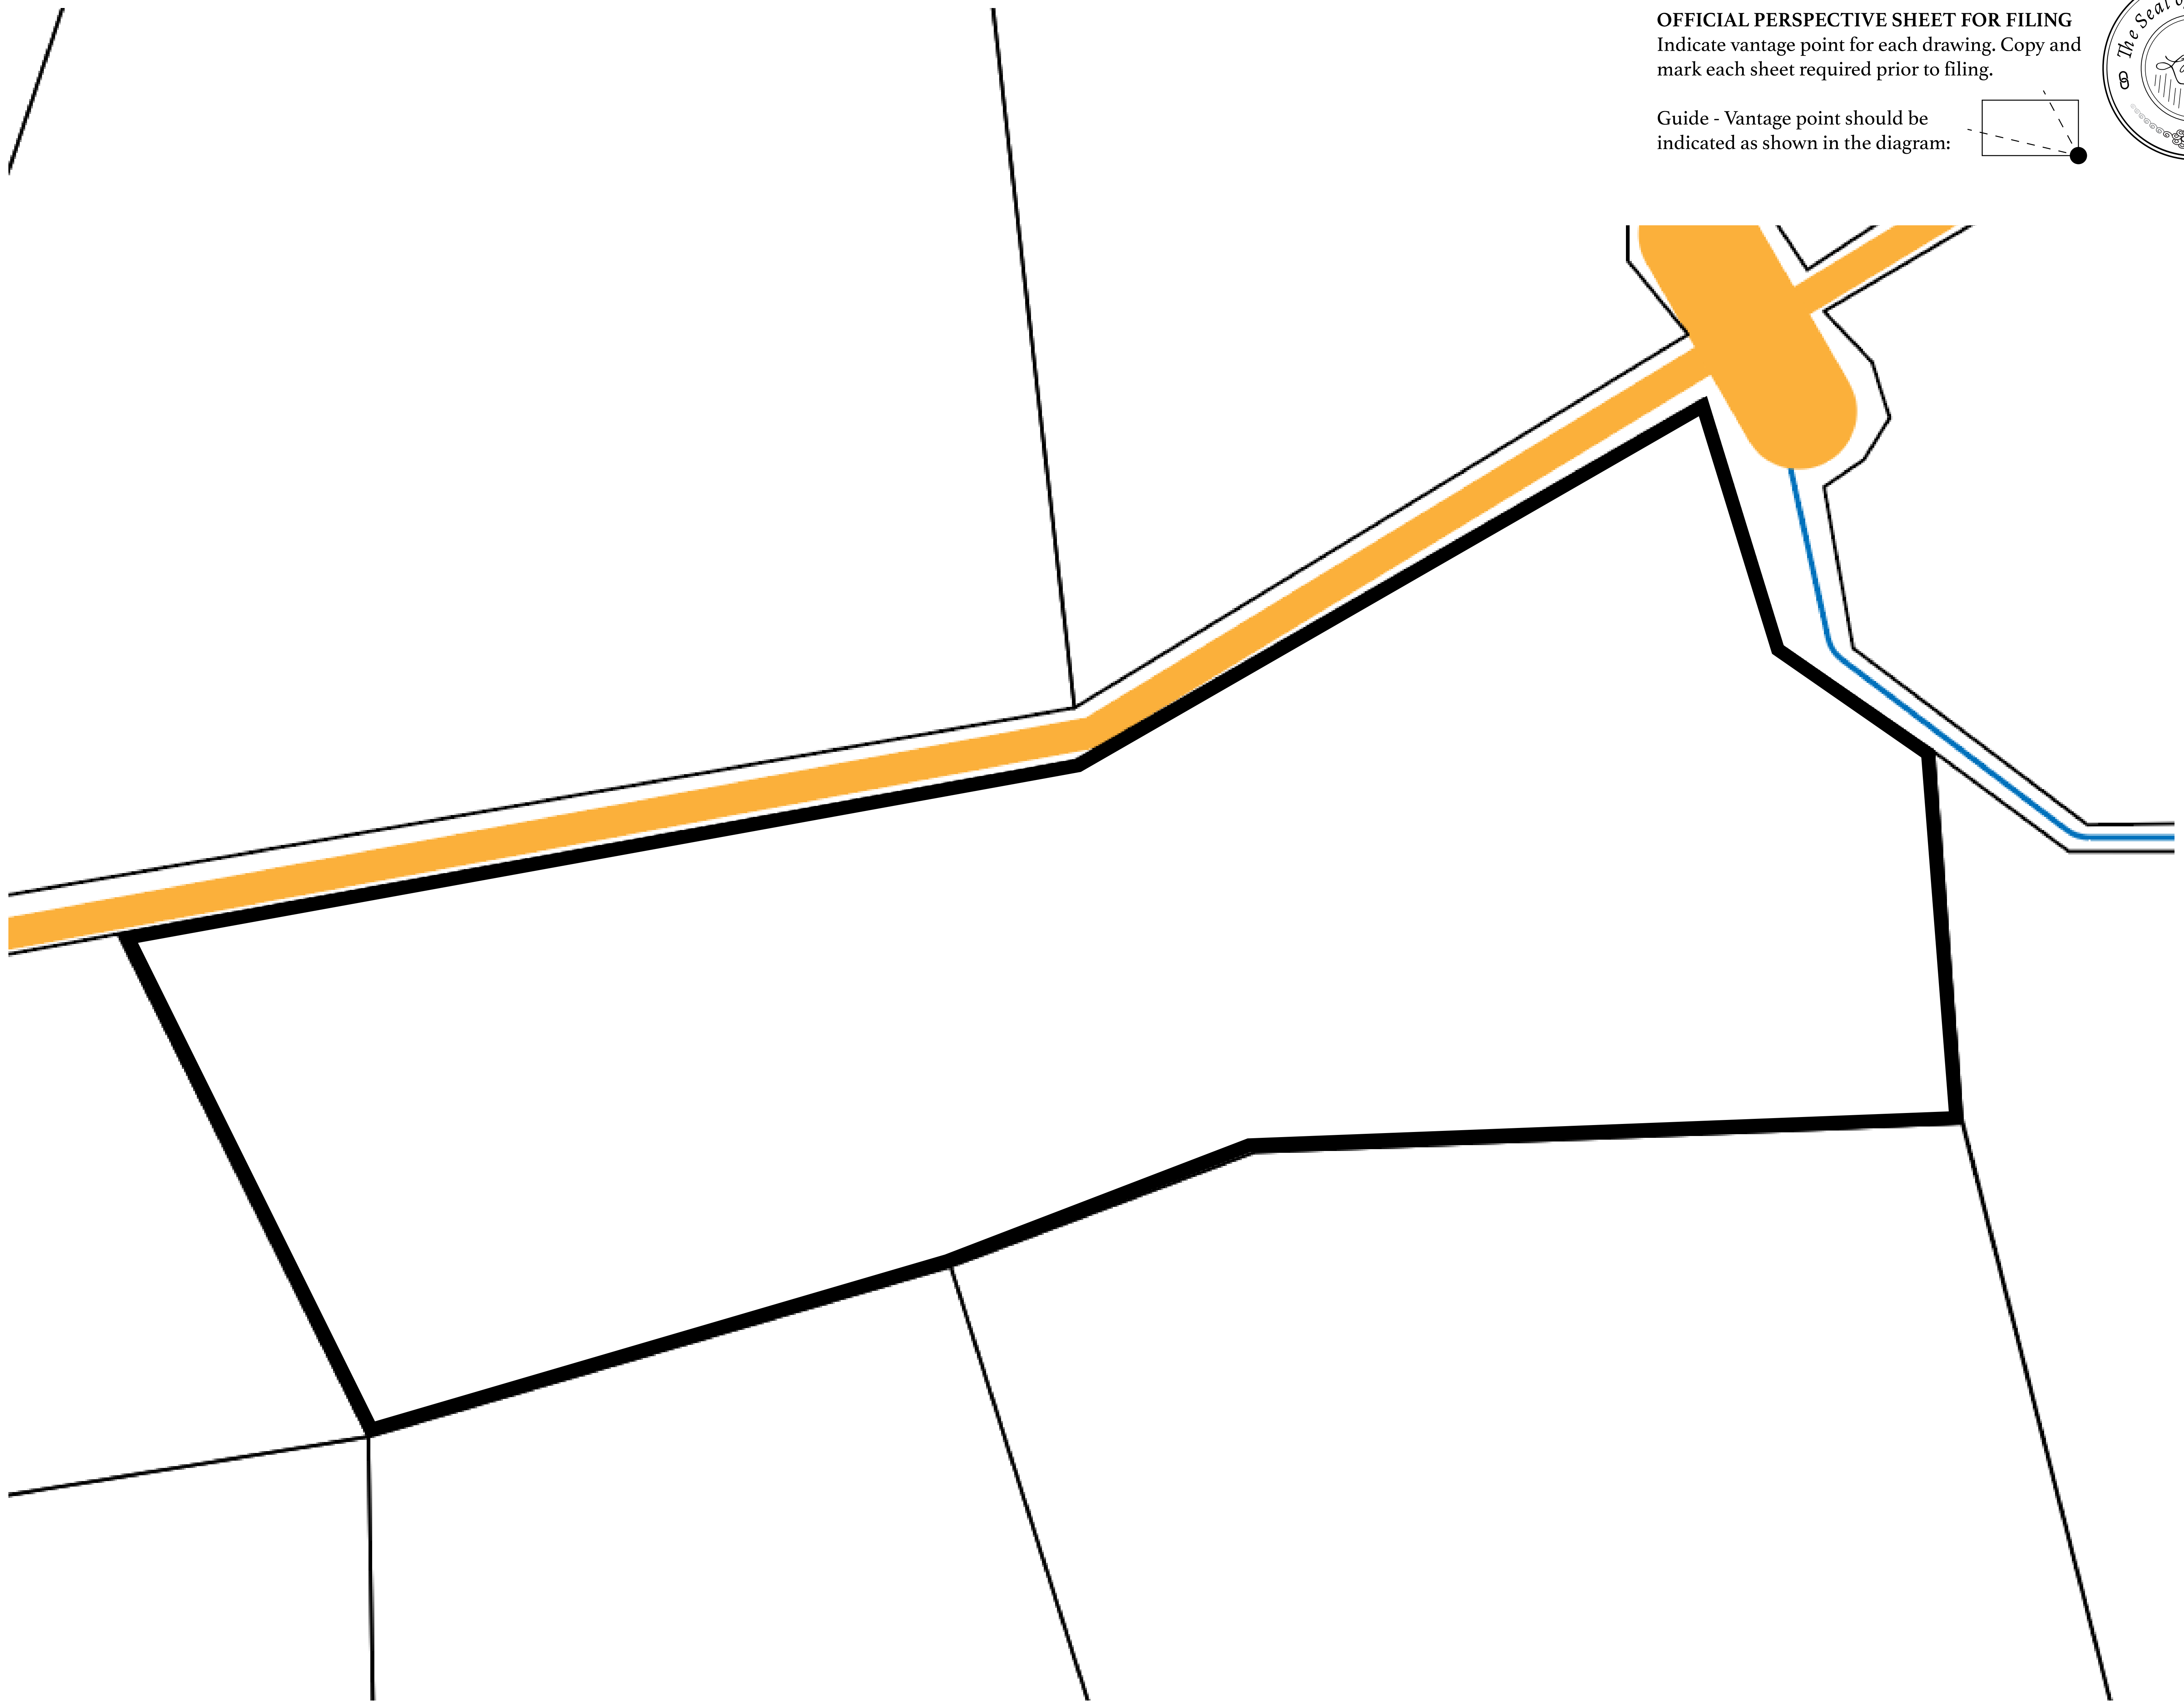 OFFICIAL PERSPECTIVE SHEET FOR FILING
Indicate vantage point for each drawing. Copy and
mark each sheet required prior to filing.
Guide - Vantage point should be
indicated as shown in the diagram:
The Seal of